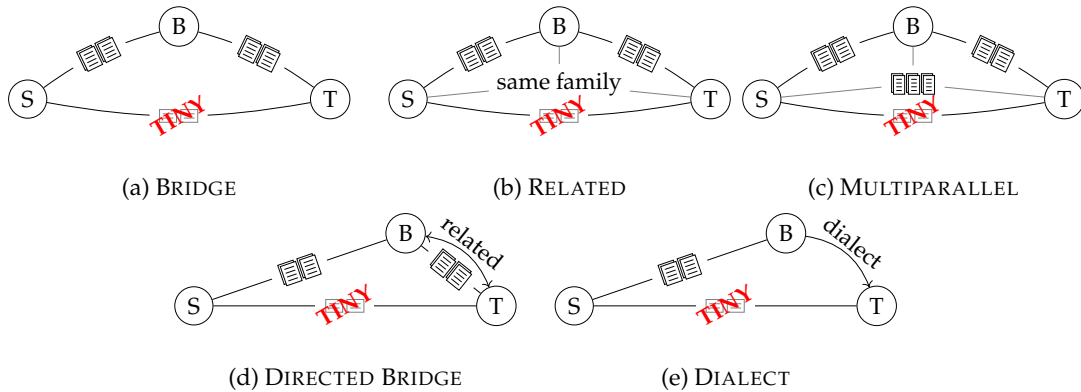 B B B
same family
S T S T S T
TINY TINY TINY
(a) BRIDGE (b) RELATED (c) MULTIPARALLEL
B related B dialect
S T S T
TINY TINY
(d) DIRECTED BRIDGE (e) DIALECT